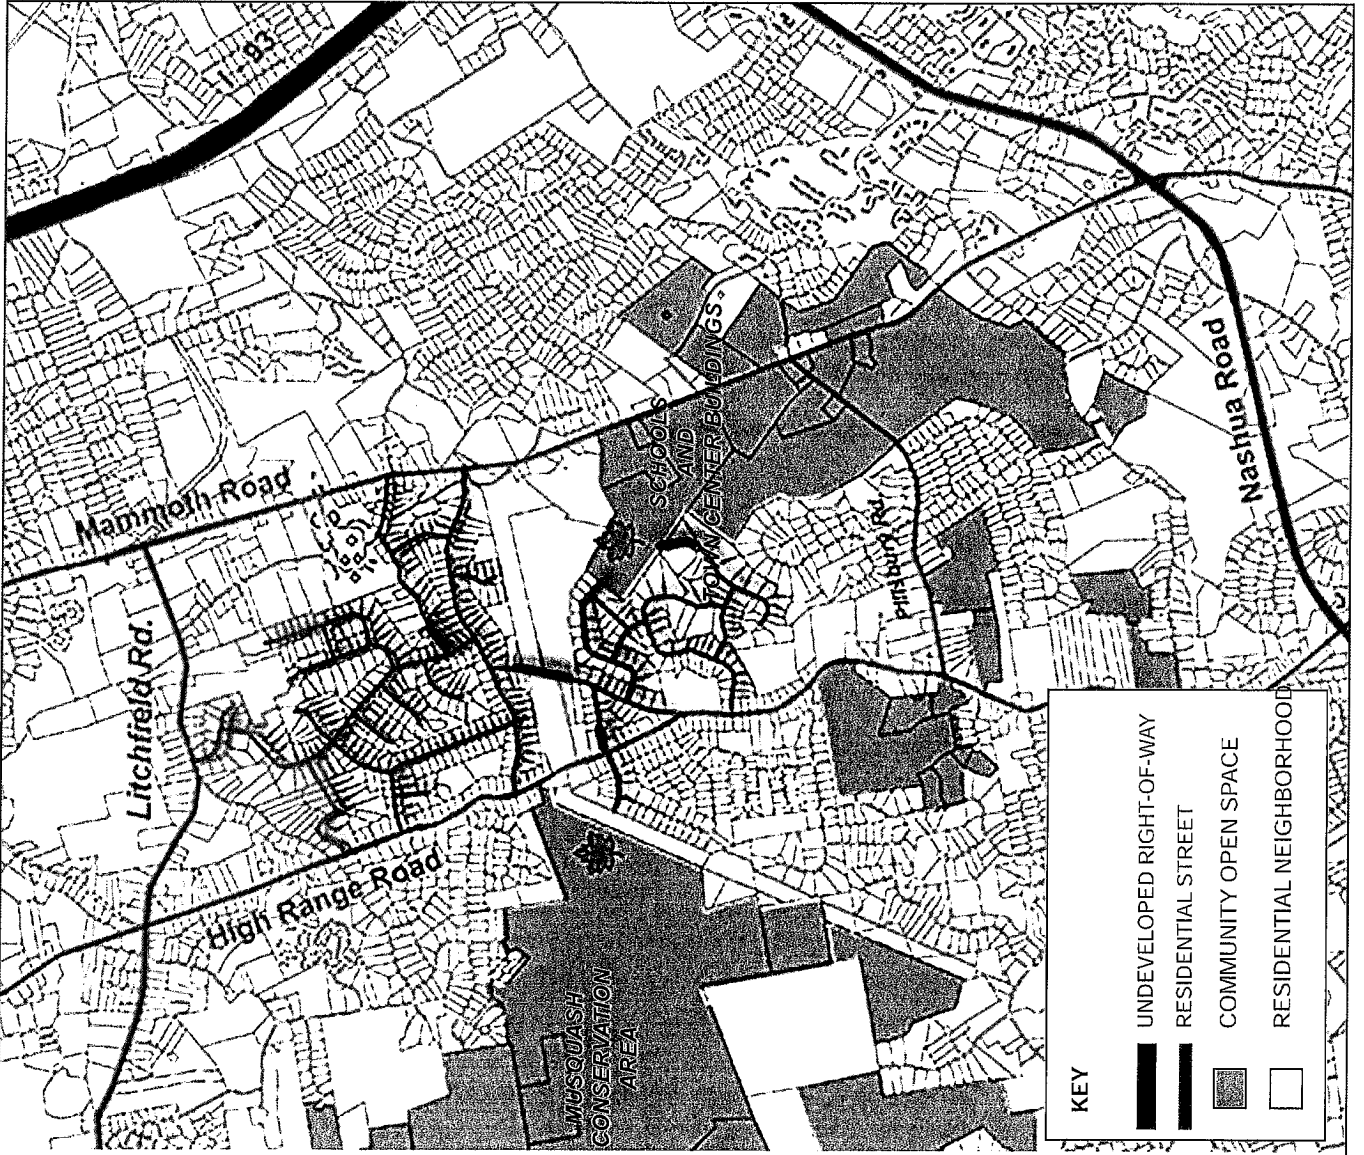 I - 93
Mammoth Road
Litchfield Rd.
High Range Road
SCHOOLS
AND
TOWN CENTER BUILDINGS
Pillsbury Rd
Nashua Road
MUSQUASH
CONSERVATION
AREA
KEY
UNDEVELOPED RIGHT-OF-WAY
RESIDENTIAL STREET
COMMUNITY OPEN SPACE
RESIDENTIAL NEIGHBORHOOD